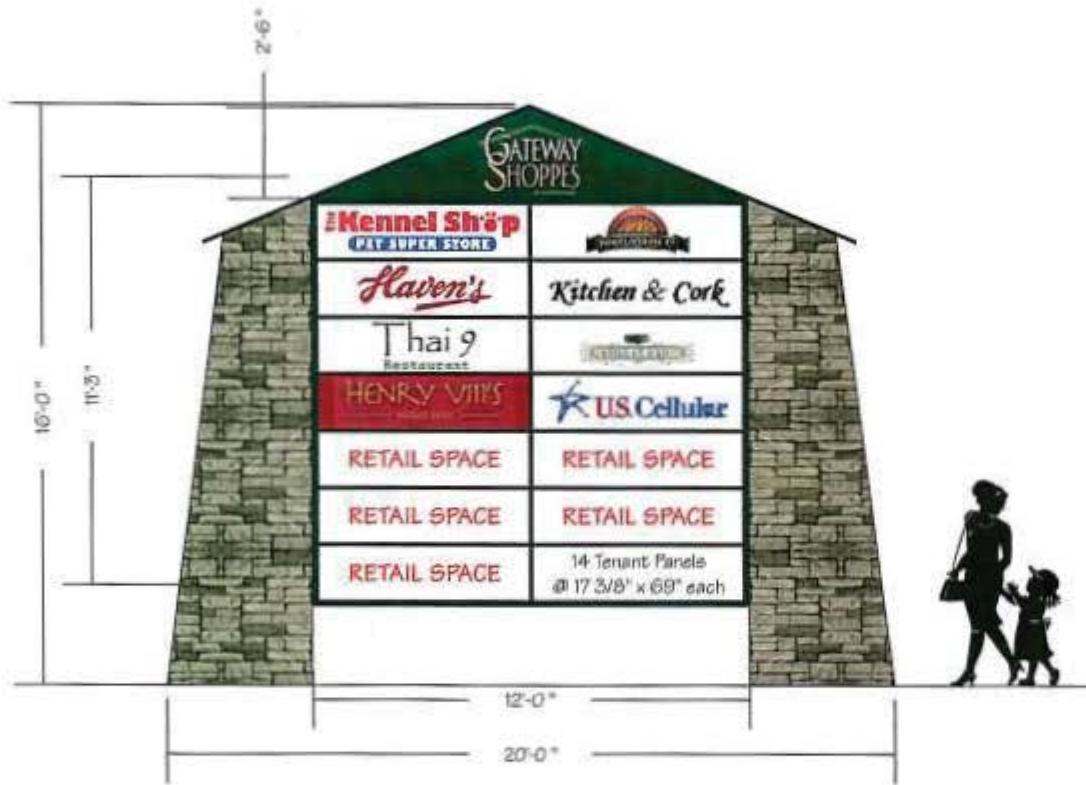 2'-6"
GATEWAY
SHOPPES
THE Kennel Shop
PET SUPER STORE
Haven's
Kitchen & Cork
Thai 9
Restaurant
HENRY VITTS
U.S. Cellular
RETAIL SPACE
RETAIL SPACE
RETAIL SPACE
RETAIL SPACE
RETAIL SPACE
14 Tenant Panels
@ 17 3/8" x 69" each
16'-0"
11'-3"
12'-0"
20'-0"